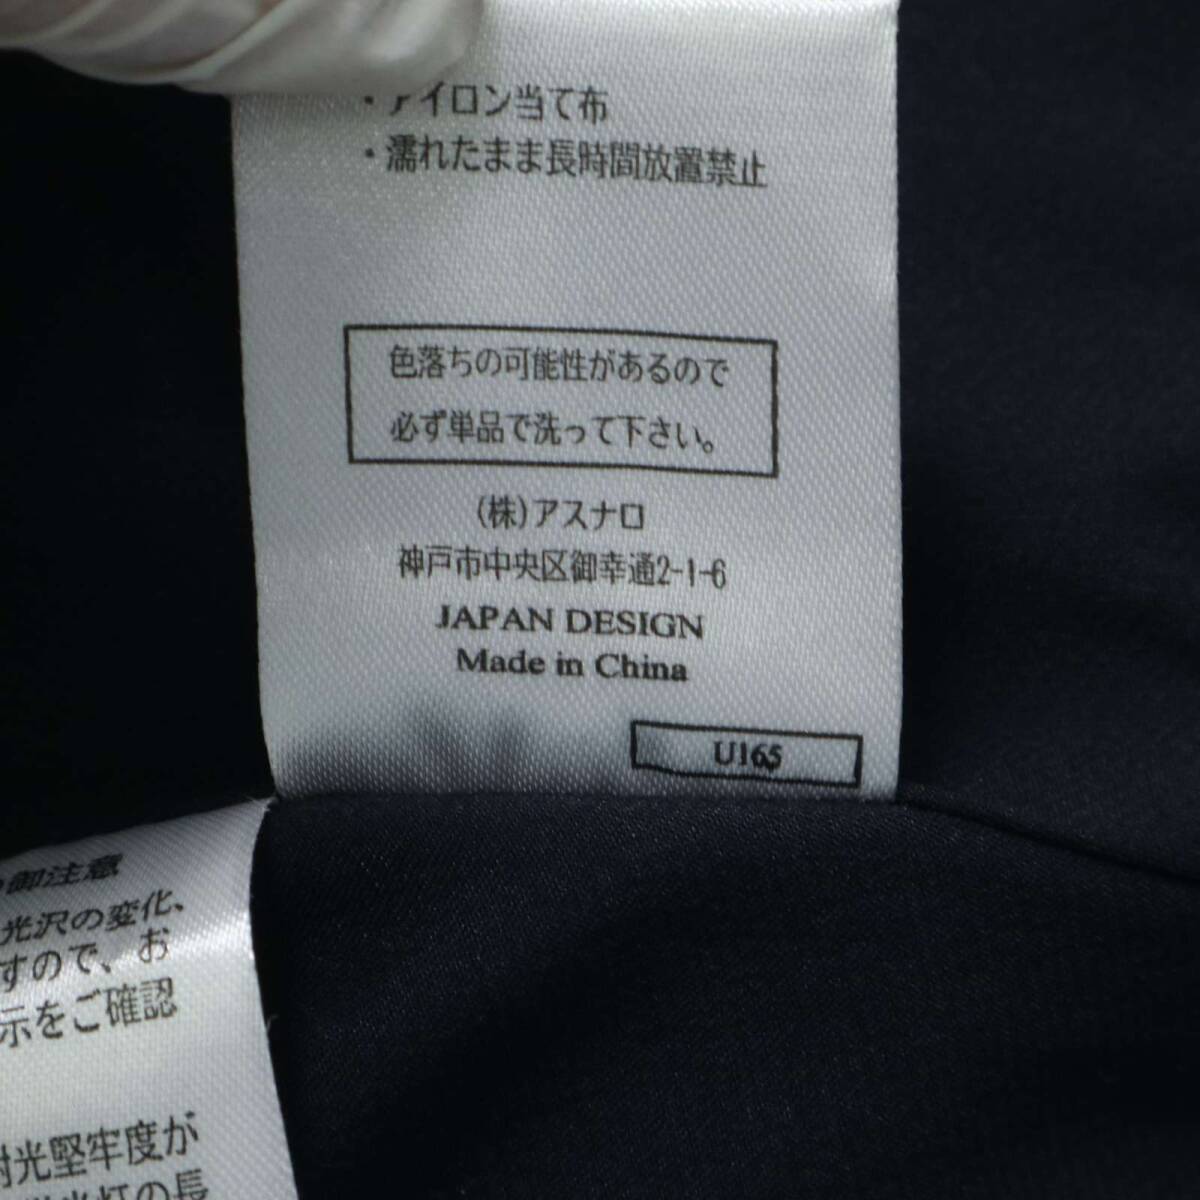 ・アイロン当て布
・濡れたまま長時間放置禁止
色落ちの可能性があるので
必ず単品で洗って下さい。
(株)アスナロ
神戸市中央区御幸通2-1-6
JAPAN DESIGN
Made in China
U165
御注意
光沢の変化、
すので、お
示をご確認
光堅牢度が
の長